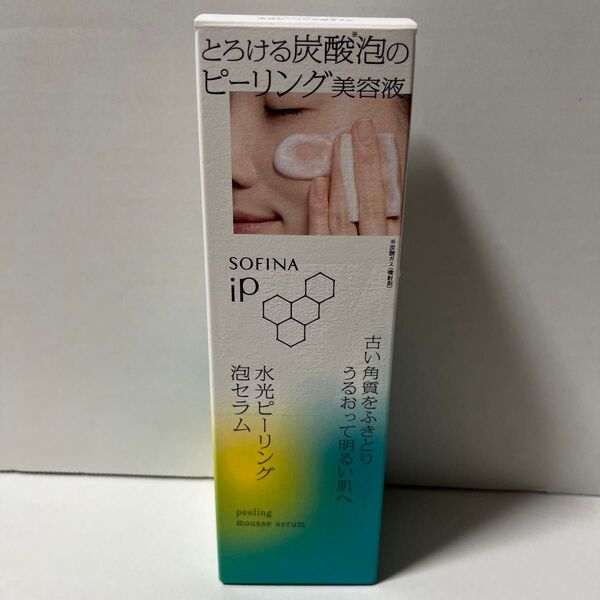 とろける炭酸泡※の
ピーリング美容液
※炭酸ガス(噴射剤)
SOFINA
iP
古い角質をふきとり
うるおって明るい肌へ
水光ピーリング
泡セラム
peeling
mousse serum